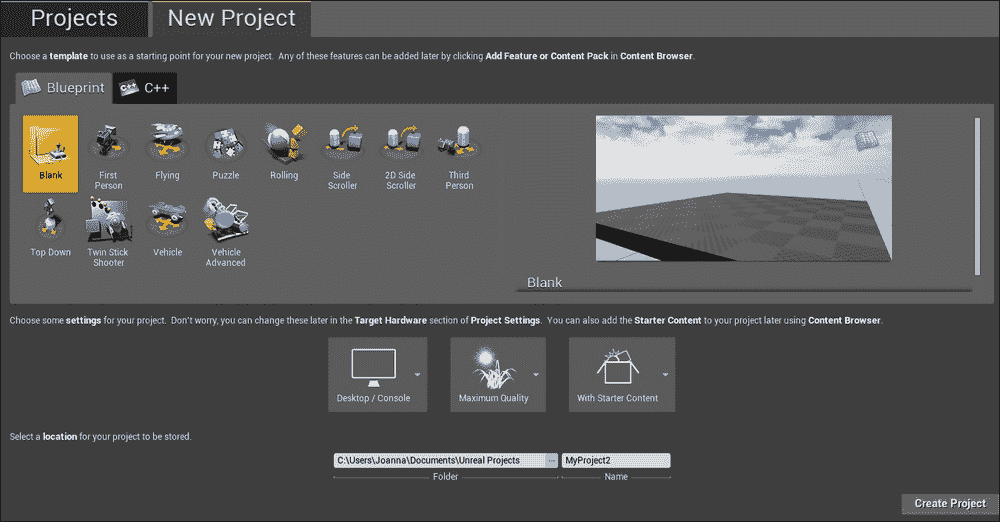 Projects New Project
Choose a template to use as a starting point for your new project. Any of these features can be added later by clicking Add Feature or Content Pack in Content Browser.
Blueprint C++
Blank
First Person
Flying
Puzzle
Rolling
Side Scroller
2D Side Scroller
Third Person
Top Down
Twin Stick Shooter
Vehicle
Vehicle Advanced
Blank
Choose some settings for your project. Don't worry, you can change these later in the Target Hardware section of Project Settings. You can also add the Starter Content to your project later using Content Browser.
Desktop / Console
Maximum Quality
With Starter Content
Select a location for your project to be stored.
C:\Users\Joanna\Documents\Unreal Projects ... MyProject2
Folder Name
Create Project